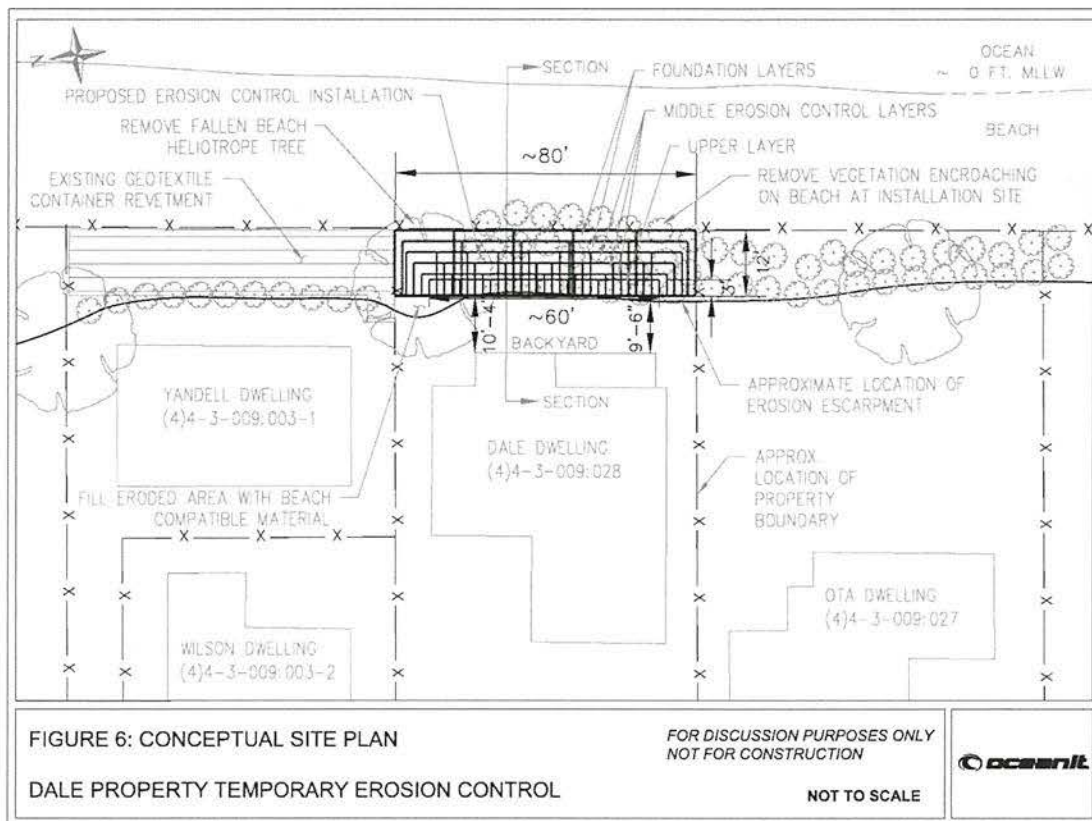 N
OCEAN
~ 0 FT. MLLW
SECTION
FOUNDATION LAYERS
PROPOSED EROSION CONTROL INSTALLATION
MIDDLE EROSION CONTROL LAYERS
REMOVE FALLEN BEACH
HELIOTROPE TREE
BEACH
UPPER LAYER
~80'
EXISTING GEOTEXTILE
CONTAINER REVETMENT
REMOVE VEGETATION ENCROACHING
ON BEACH AT INSTALLATION SITE
12'
3'
~60'
10'-4"
9'-6"
BACKYARD
YANDELL DWELLING
(4)4-3-009:003-1
SECTION
APPROXIMATE LOCATION OF
EROSION ESCARPMENT
DALE DWELLING
(4)4-3-009:028
APPROX.
LOCATION OF
PROPERTY
BOUNDARY
FILL ERODED AREA WITH BEACH
COMPATIBLE MATERIAL
OTA DWELLING
(4)4-3-009:027
WILSON DWELLING
(4)4-3-009:003-2
FIGURE 6: CONCEPTUAL SITE PLAN
DALE PROPERTY TEMPORARY EROSION CONTROL
FOR DISCUSSION PURPOSES ONLY
NOT FOR CONSTRUCTION
NOT TO SCALE
oceanit